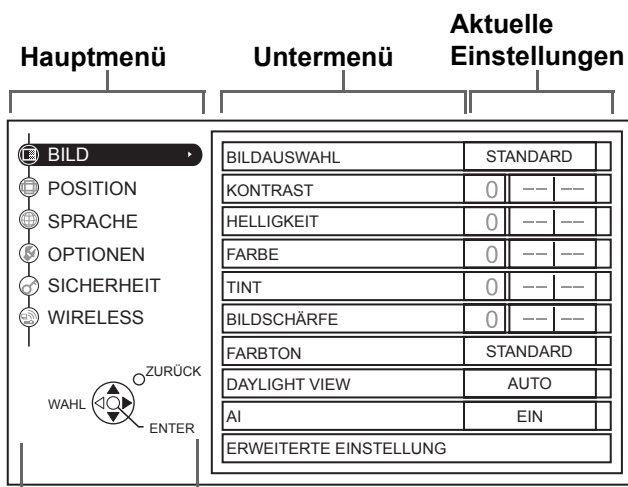 Hauptmenü
Untermenü
Aktuelle
Einstellungen
BILD
POSITION
SPRACHE
OPTIONEN
SICHERHEIT
WIRELESS
ZURÜCK
WAHL
ENTER
BILDAUSWAHL STANDARD
KONTRAST 0
HELLIGKEIT 0
FARBE 0
TINT 0
BILDSCHÄRFE 0
FARBTON STANDARD
DAYLIGHT VIEW AUTO
AI EIN
ERWEITERTE EINSTELLUNG